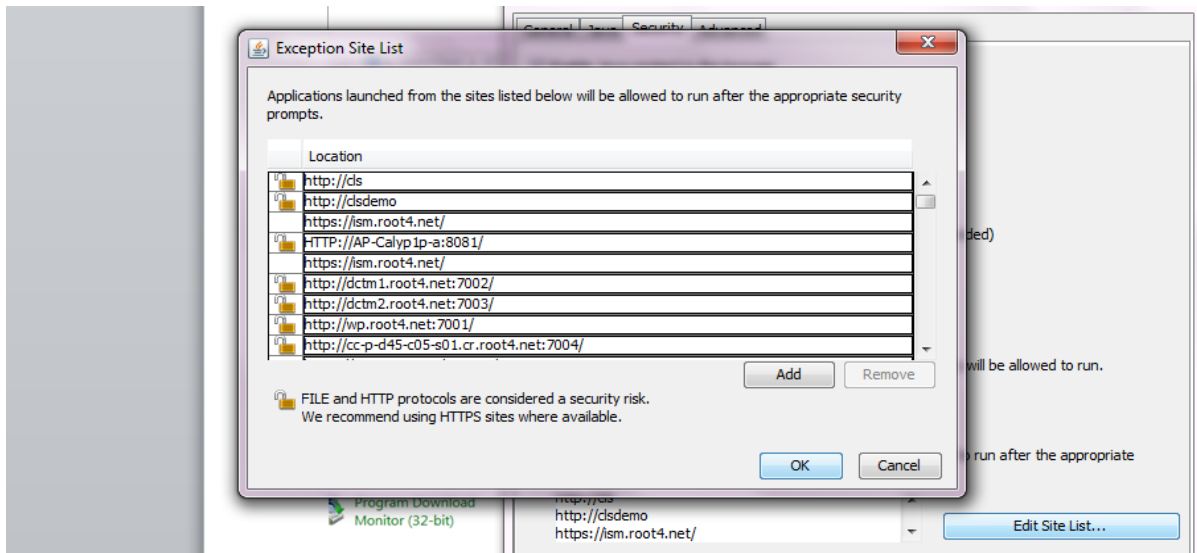 General Java Security Advanced
Exception Site List
Applications launched from the sites listed below will be allowed to run after the appropriate security
prompts.
Location
http://cls
http://clsdemo
https://ism.root4.net/
HTTP://AP-Calyp1p-a:8081/
https://ism.root4.net/
http://dctm1.root4.net:7002/
http://dctm2.root4.net:7003/
http://wp.root4.net:7001/
http://cc-p-d45-c05-s01.cr.root4.net:7004/
Add
Remove
FILE and HTTP protocols are considered a security risk.
We recommend using HTTPS sites where available.
OK
Cancel
ded)
will be allowed to run.
run after the appropriate
Program Download
Monitor (32-bit)
http://cls
http://clsdemo
https://ism.root4.net/
Edit Site List...